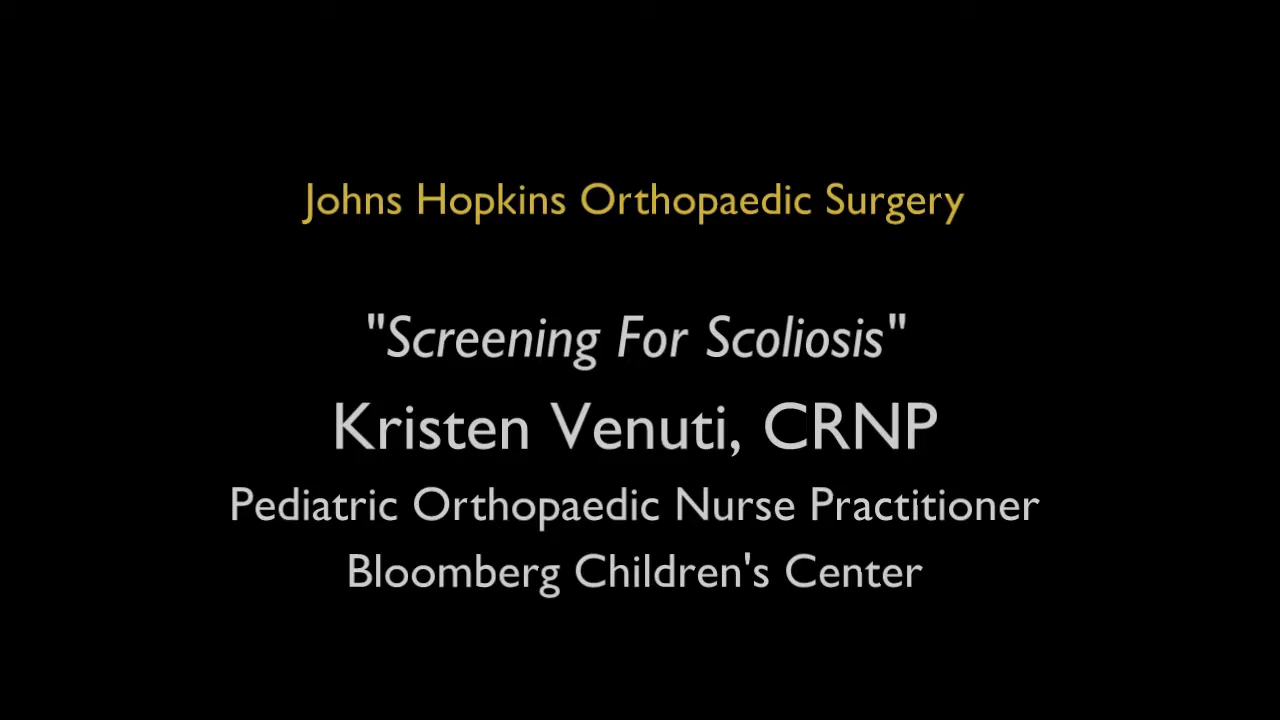 Johns Hopkins Orthopaedic Surgery
"Screening For Scoliosis"
Kristen Venuti, CRNP
Pediatric Orthopaedic Nurse Practitioner
Bloomberg Children's Center